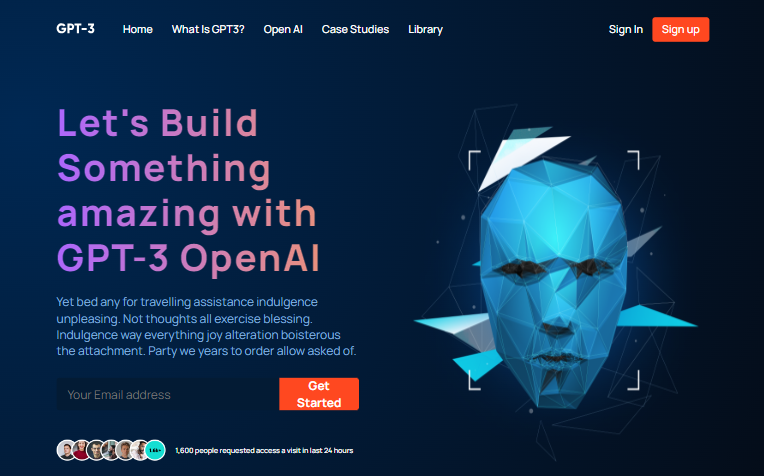 GPT-3
Home
What Is GPT3?
Open AI
Case Studies
Library
Sign In
Sign up
Let's Build
Something
amazing with
GPT-3 OpenAI
Yet bed any for travelling assistance indulgence
unpleasing. Not thoughts all exercise blessing.
Indulgence way everything joy alteration boisterous
the attachment. Party we years to order allow asked of.
Your Email address
Get
Started
1.6k+
1,600 people requested access a visit in last 24 hours